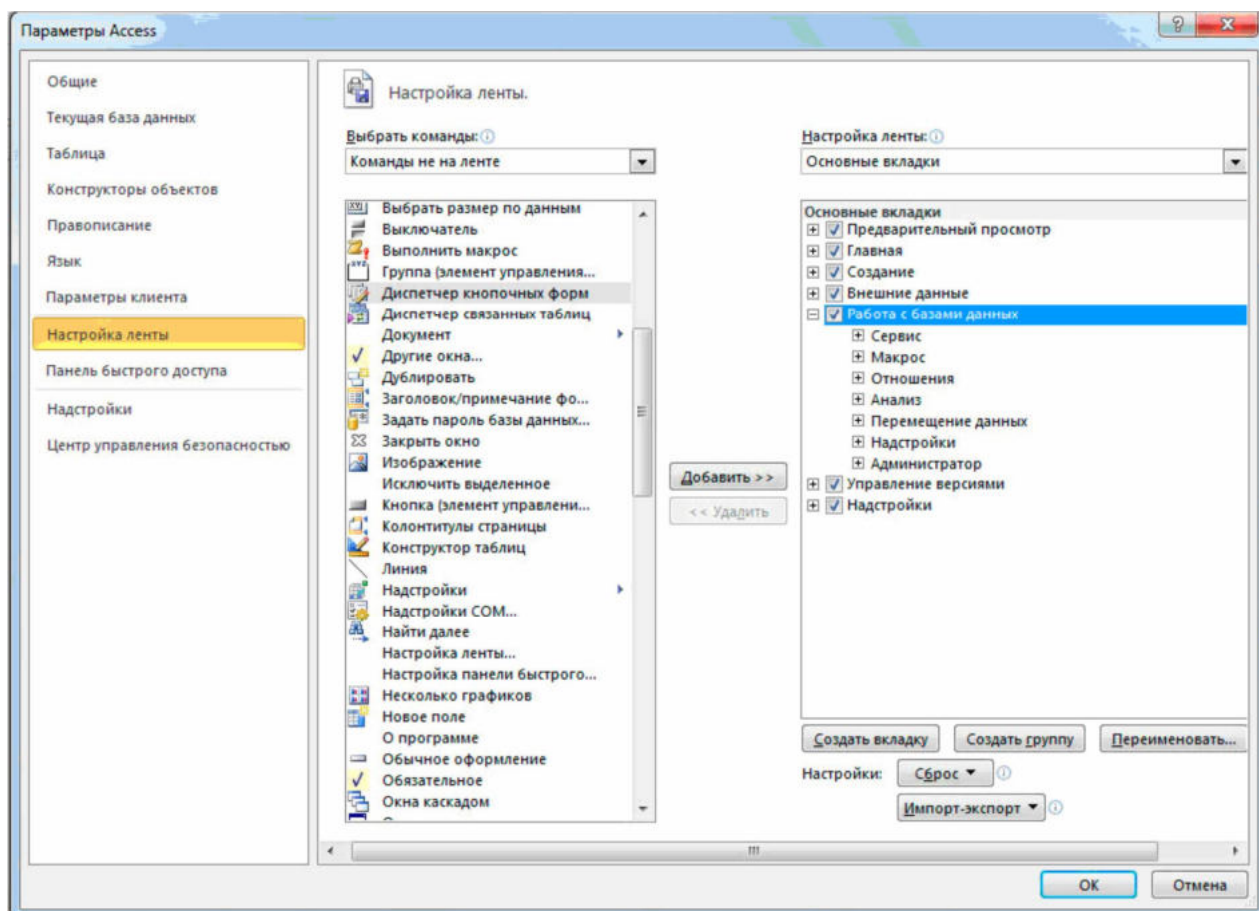 Параметры Access
Общие
Текущая база данных
Таблица
Конструкторы объектов
Правописание
Язык
Параметры клиента
Настройка ленты
Панель быстрого доступа
Надстройки
Центр управления безопасностью
Настройка ленты.
Выбрать команды:
Команды не на ленте
Выбрать размер по данным
Выключатель
Выполнить макрос
Группа (элемент управления...
Диспетчер кнопочных форм
Диспетчер связанных таблиц
Документ
Другие окна...
Дублировать
Заголовок/примечание фо...
Задать пароль базы данных...
Закрыть окно
Изображение
Исключить выделенное
Кнопка (элемент управлени...
Колонтитулы страницы
Конструктор таблиц
Линия
Надстройки
Надстройки COM...
Найти далее
Настройка ленты...
Настройка панели быстрого...
Несколько графиков
Новое поле
О программе
Обычное оформление
Обязательное
Окна каскадом
Добавить >>
<< Удалить
Настройка ленты:
Основные вкладки
Основные вкладки
Предварительный просмотр
Главная
Создание
Внешние данные
Работа с базами данных
Сервис
Макрос
Отношения
Анализ
Перемещение данных
Надстройки
Администратор
Управление версиями
Надстройки
Создать вкладку
Создать группу
Переименовать...
Настройки:
Сброс
Импорт-экспорт
ОК
Отмена